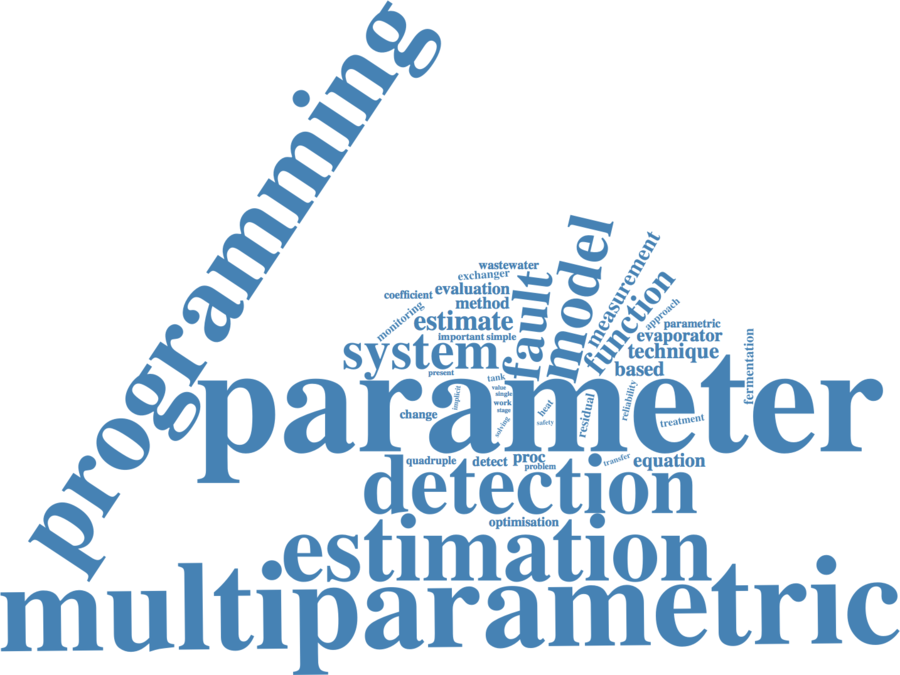 programming
model
measurement
wastewater
exchanger
fault
function
evaluation
coefficient
method
approach
monitoring
estimate
parametric
important simple
evaporator
system
technique
fermentation
present
based
tank
parameter
value
single
implicit
work
stage
heat
change
residual
reliability
solving
safety
treatment
quadruple
detect
proc
problem
transfer
equation
detection
optimisation
estimation
multiparametric